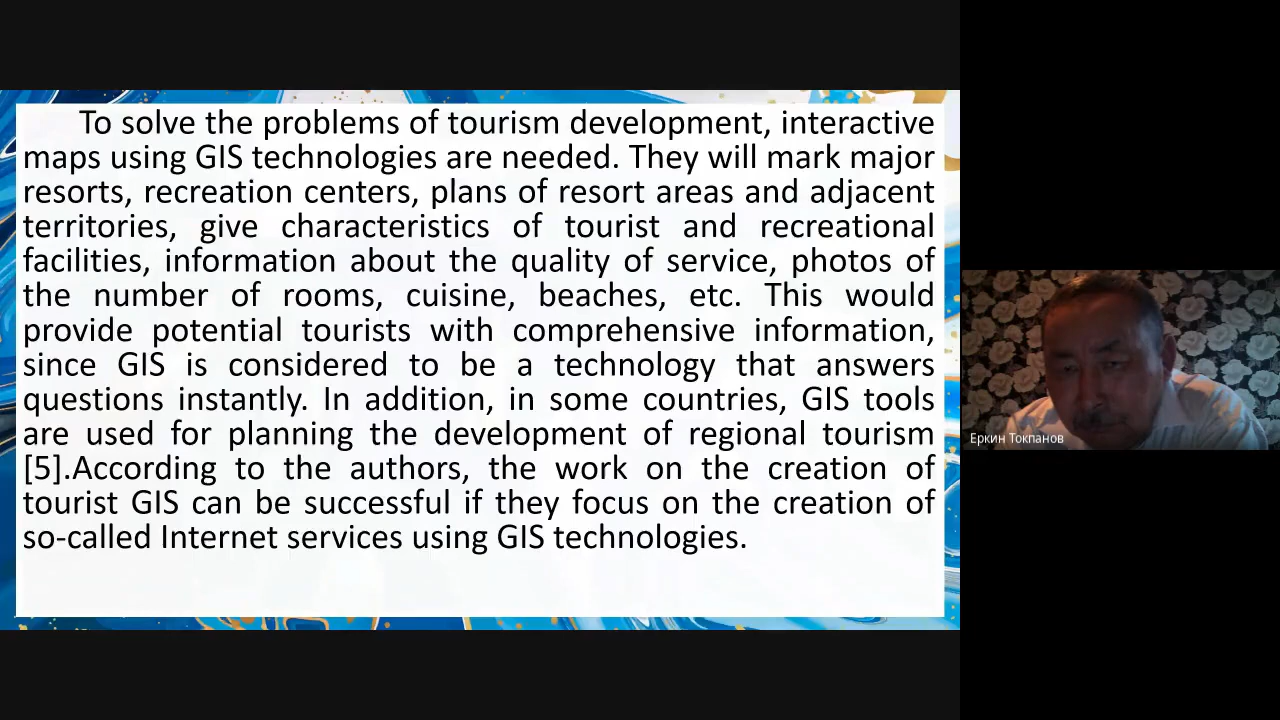 To solve the problems of tourism development, interactive
maps using GIS technologies are needed. They will mark major
resorts, recreation centers, plans of resort areas and adjacent
territories, give characteristics of tourist and recreational
facilities, information about the quality of service, photos of
the number of rooms, cuisine, beaches, etc. This would
provide potential tourists with comprehensive information,
since GIS is considered to be a technology that answers
questions instantly. In addition, in some countries, GIS tools
are used for planning the development of regional tourism
[5].According to the authors, the work on the creation of
tourist GIS can be successful if they focus on the creation of
so-called Internet services using GIS technologies.
Еркин Токпанов